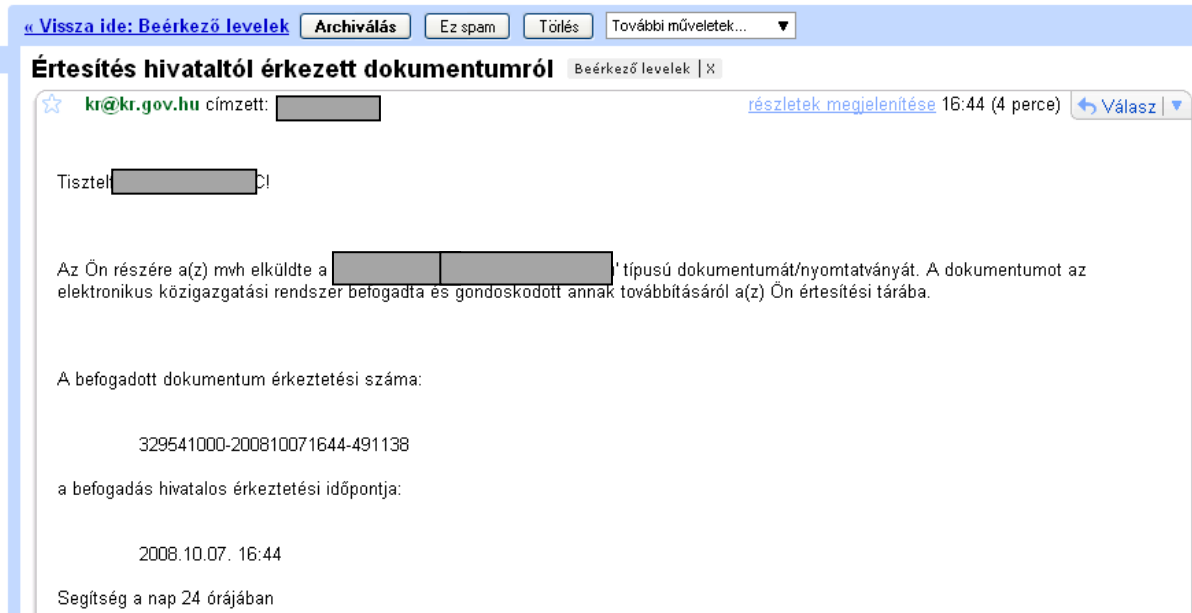 « Vissza ide: Beérkező levelek Archiválás Ez spam Törlés További műveletek...
Értesítés hivataltól érkezett dokumentumról Beérkező levelek | X
kr@kr.gov.hu címzett: részletek megjelenítése 16:44 (4 perce) Válasz
!
Az Ön részére a(z) mvh elküldte a ' típusú dokumentumát/nyomtatványát. A dokumentumot az
elektronikus közigazgatási rendszer befogadta és gondoskodott annak továbbításáról a(z) Ön értesítési tárába.
A befogadott dokumentum érkeztetési száma:
329541000-200810071644-491138
a befogadás hivatalos érkeztetési időpontja:
2008.10.07. 16:44
Segítség a nap 24 órájában